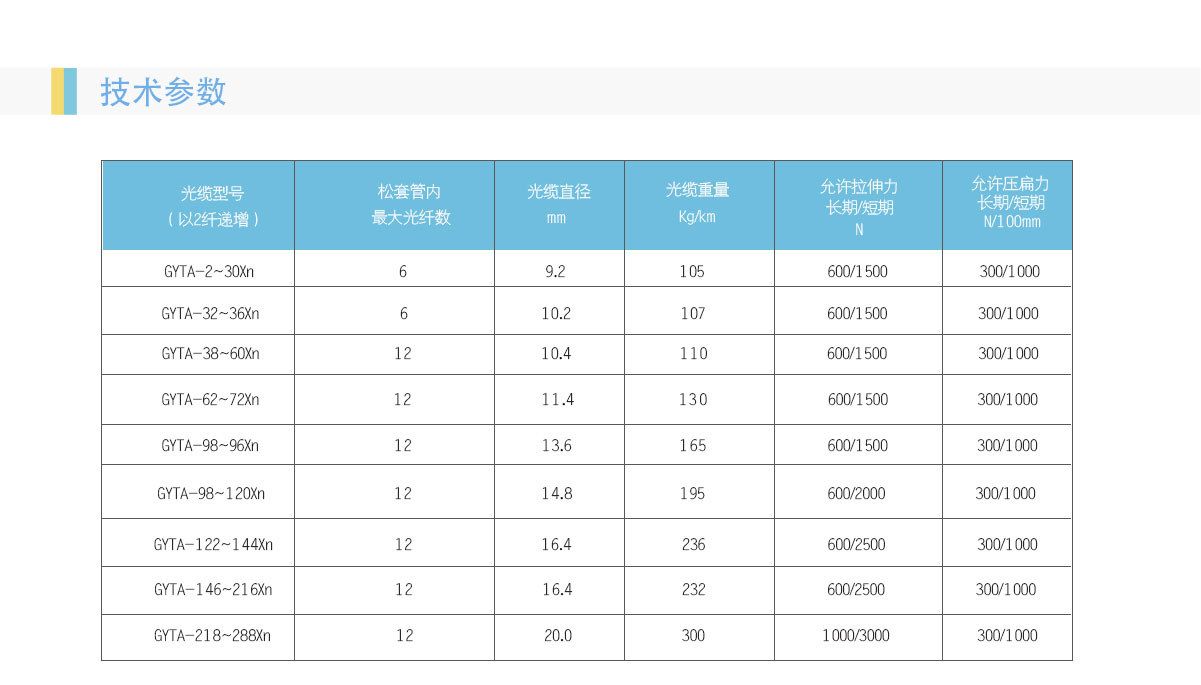 技术参数
光缆型号 松套管内 光缆直径 光缆重量 允许拉伸力 允许压扁力
（以2纤递增） 最大光纤数 mm Kg/km 长期/短期 长期/短期
N N/100mm
GYTA-2~30Xn 6 9.2 105 600/1500 300/1000
GYTA-32~36Xn 6 10.2 107 600/1500 300/1000
GYTA-38~60Xn 12 10.4 110 600/1500 300/1000
GYTA-62~72Xn 12 11.4 130 600/1500 300/1000
GYTA-98~96Xn 12 13.6 165 600/1500 300/1000
GYTA-98~120Xn 12 14.8 195 600/2000 300/1000
GYTA-122~144Xn 12 16.4 236 600/2500 300/1000
GYTA-146~216Xn 12 16.4 232 600/2500 300/1000
GYTA-218~288Xn 12 20.0 300 1000/3000 300/1000